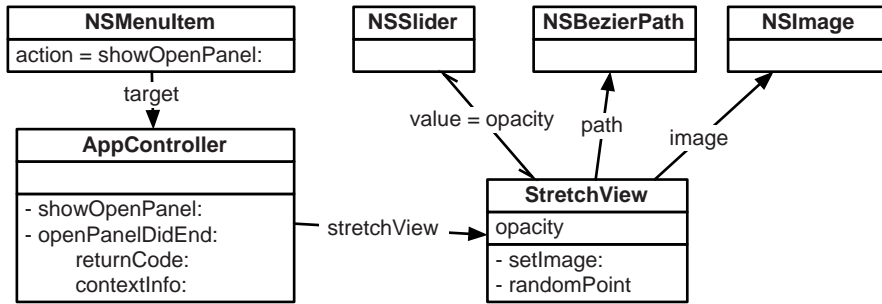 NSMenuItem
action = showOpenPanel:
target
AppController
- showOpenPanel:
- openPanelDidEnd:
returnCode:
contextInfo:
stretchView
NSSlider
NSBezierPath
NSImage
value = opacity
path
image
StretchView
opacity
- setImage:
- randomPoint